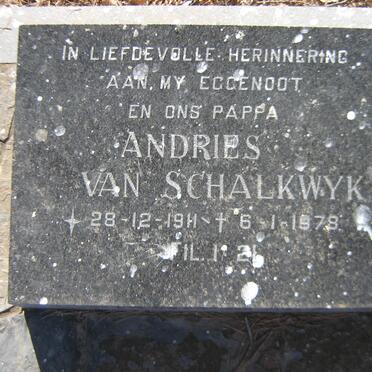 IN LIEFDEVOLLE HERINNERING
AAN MY EGGENOOT
EN ONS PAPPA
ANDRIES
VAN SCHALKWYK
* 28-12-1911 † 6-1-1978
FIL. 1:21